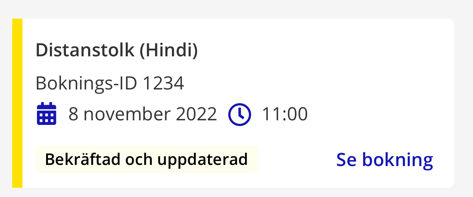 Distanstolk (Hindi)
Boknings-ID 1234
8 november 2022 11:00
Bekräftad och uppdaterad Se bokning